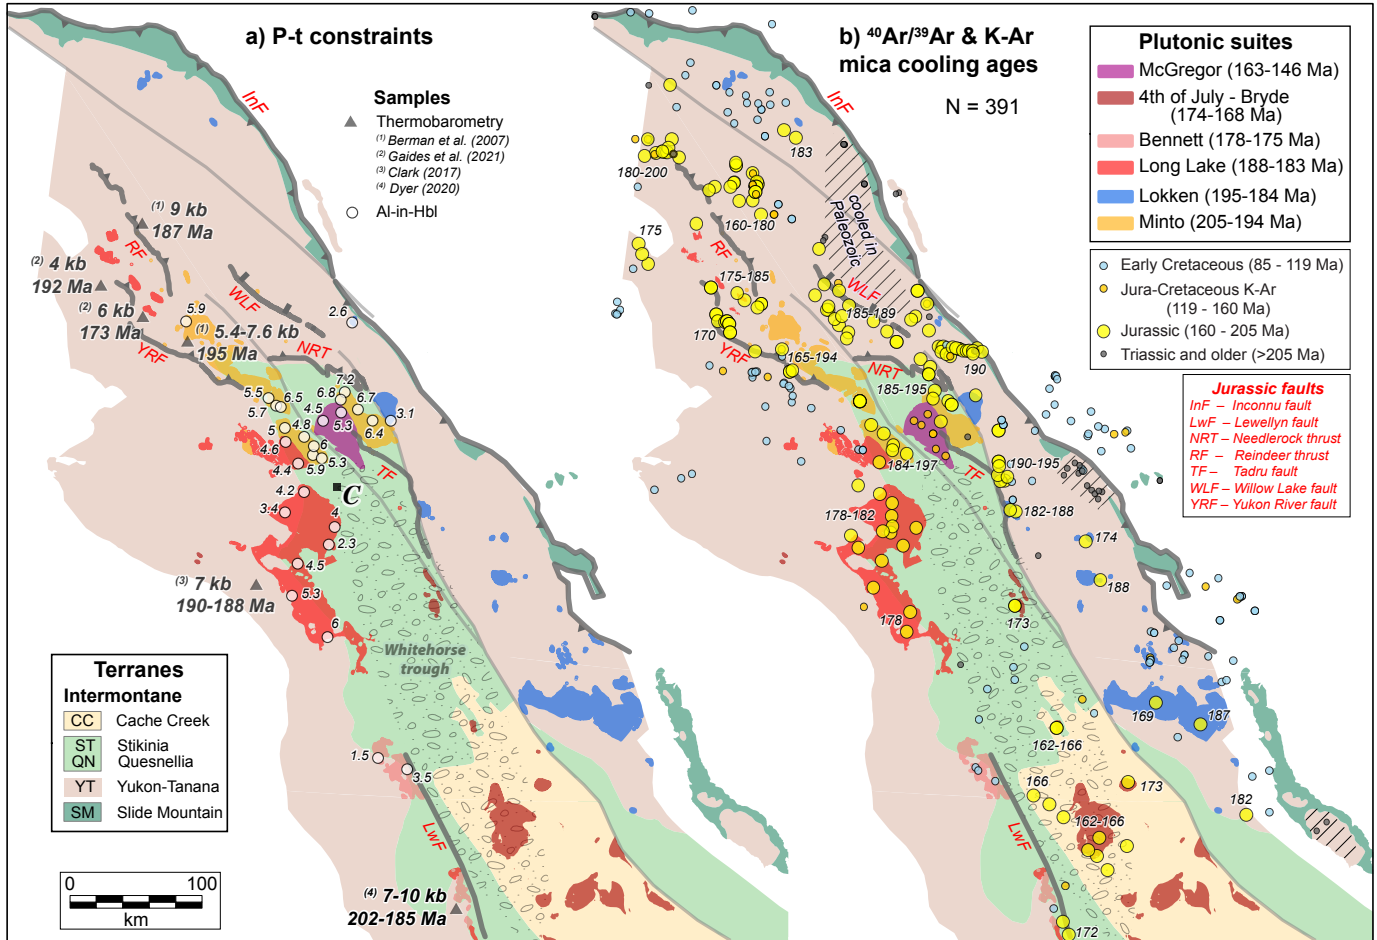 a) P-t constraints
Samples
Thermobarometry
(1) Berman et al. (2007)
(2) Gaides et al. (2021)
(3) Clark (2017)
(4) Dyer (2020)
Al-in-Hbl
InF
(1) 9 kb
187 Ma
RF
(2) 4 kb
192 Ma
(2) 6 kb
173 Ma
WLF
5.9
(1) 5.4-7.6 kb
195 Ma
2.6
YRF
NRT
7.2
5.5
6.5
6.8
6.7
5.7
4.5
3.1
5
4.8
5.3
6.4
4.6
6
4.4
5.3
5.9
TF
4.2
C
3.4
4
2.3
4.5
(3) 7 kb
190-188 Ma
5.3
6
Whitehorse
trough
1.5
3.5
LwF
(4) 7-10 kb
202-185 Ma
Terranes
Intermontane
CC Cache Creek
ST Stikinia
QN Quesnellia
YT Yukon-Tanana
SM Slide Mountain
0 100
km
b) 40Ar/39Ar & K-Ar
mica cooling ages
N = 391
InF
183
180-200
cooled in
Paleozoic
160-180
175
RF
175-185
WLF
185-189
170
YRF
165-194
NRT
190
185-195
184-197
TF
190-195
178-182
182-188
174
188
178
173
169
187
162-166
166
173
182
162-166
LwF
172
Plutonic suites
McGregor (163-146 Ma)
4th of July - Bryde
(174-168 Ma)
Bennett (178-175 Ma)
Long Lake (188-183 Ma)
Lokken (195-184 Ma)
Minto (205-194 Ma)
Early Cretaceous (85 - 119 Ma)
Jura-Cretaceous K-Ar
(119 - 160 Ma)
Jurassic (160 - 205 Ma)
Triassic and older (>205 Ma)
Jurassic faults
InF – Inconnu fault
LwF – Lewellyn fault
NRT – Needlerock thrust
RF – Reindeer thrust
TF – Tadru fault
WLF – Willow Lake fault
YRF – Yukon River fault